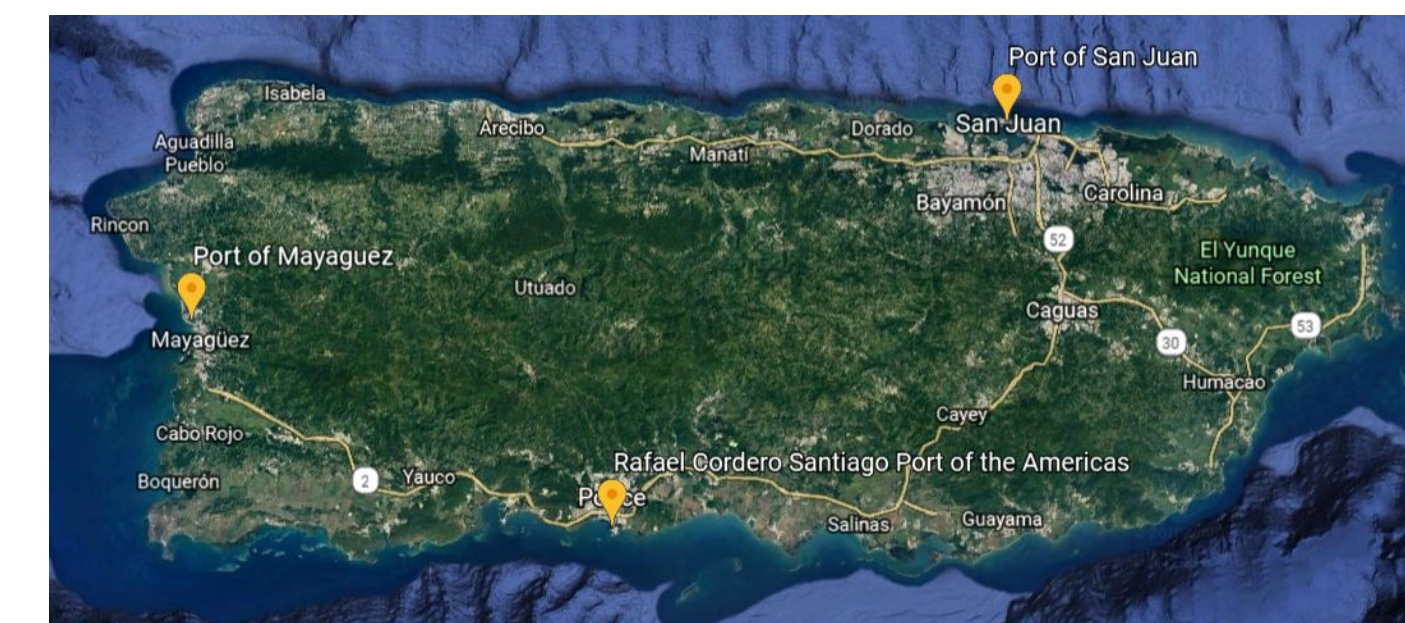 Port of San Juan
Isabela
Arecibo
Dorado
San Juan
Aguadilla
Pueblo
Manatí
Carolina
Bayamón
Rincon
52
El Yunque
National Forest
Port of Mayaguez
Utuado
Caguas
53
Mayagüez
30
Humacao
Cayey
Cabo Rojo
Rafael Cordero Santiago Port of the Americas
Boquerón
2
Yauco
Ponce
Salinas
Guayama